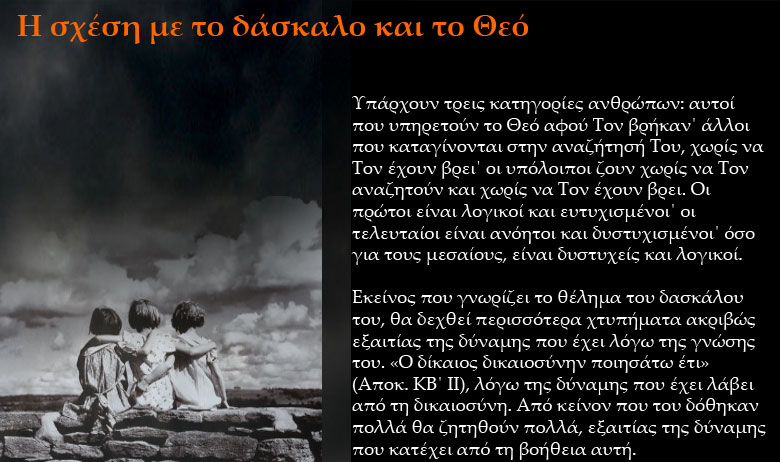 Η σχέση με το δάσκαλο και το Θεό
Υπάρχουν τρεις κατηγορίες ανθρώπων: αυτοί
που υπηρετούν το Θεό αφού Τον βρήκαν˙ άλλοι
που καταγίνονται στην αναζήτησή Του, χωρίς να
Τον έχουν βρει˙ οι υπόλοιποι ζουν χωρίς να Τον
αναζητούν και χωρίς να Τον έχουν βρει. Οι
πρώτοι είναι λογικοί και ευτυχισμένοι˙ οι
τελευταίοι είναι ανόητοι και δυστυχισμένοι˙ όσο
για τους μεσαίους, είναι δυστυχείς και λογικοί.
Εκείνος που γνωρίζει το θέλημα του δασκάλου
του, θα δεχθεί περισσότερα χτυπήματα ακριβώς
εξαιτίας της δύναμης που έχει λόγω της γνώσης
του. «Ο δίκαιος δικαιοσύνην ποιησάτω έτι»
(Αποκ. ΚΒ΄ ΙΙ), λόγω της δύναμης που έχει λάβει
από τη δικαιοσύνη. Από κείνον που του δόθηκαν
πολλά θα ζητηθούν πολλά, εξαιτίας της δύναμης
που κατέχει από τη βοήθεια αυτή.